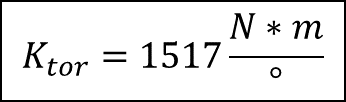 K_tor = 1517 N * m / °